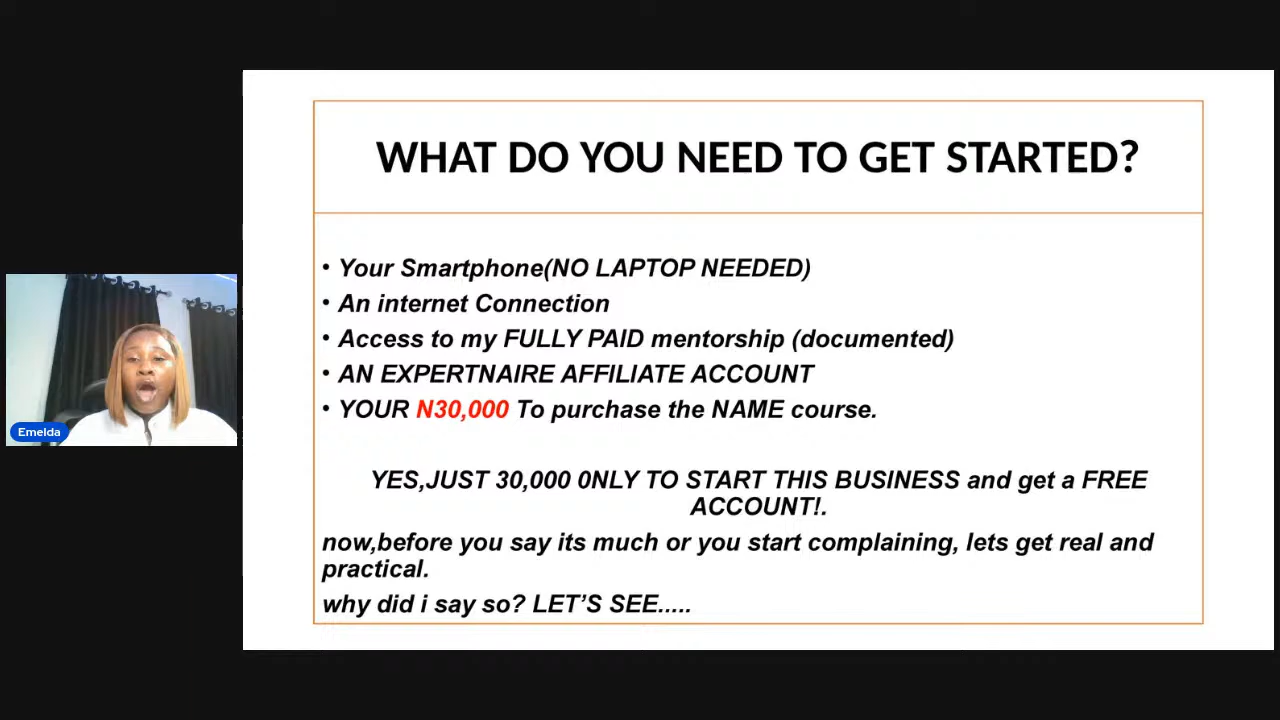 WHAT DO YOU NEED TO GET STARTED?
• Your Smartphone(NO LAPTOP NEEDED)
• An internet Connection
• Access to my FULLY PAID mentorship (documented)
• AN EXPERTNAIRE AFFILIATE ACCOUNT
• YOUR N30,000 To purchase the NAME course.
YES,JUST 30,000 0NLY TO START THIS BUSINESS and get a FREE
ACCOUNT!.
now,before you say its much or you start complaining, lets get real and
practical.
why did i say so? LET’S SEE.....
Emelda